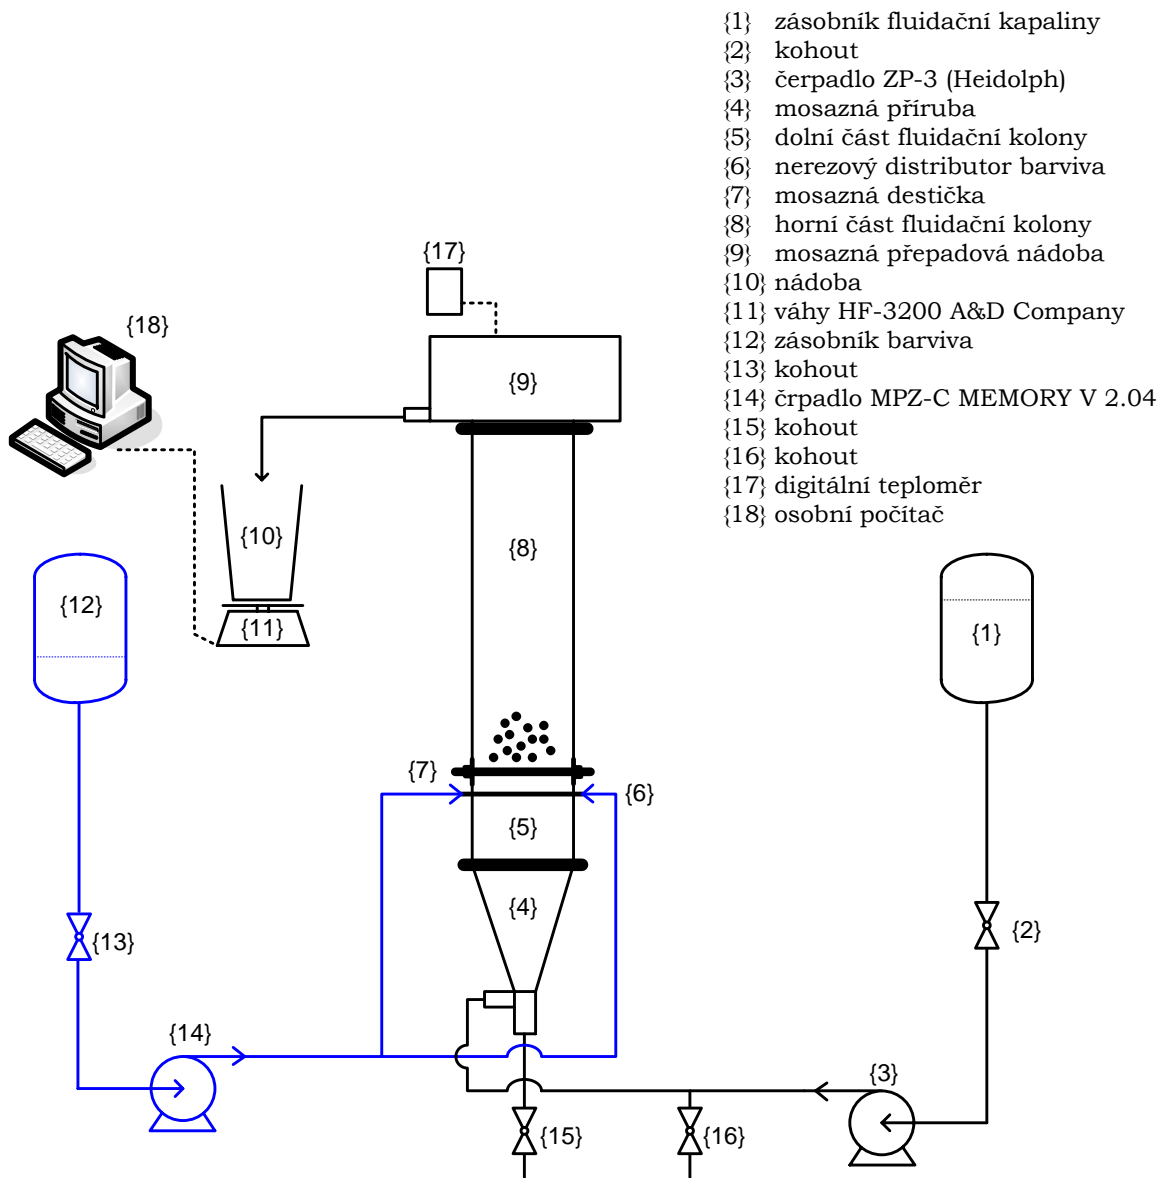 {1} zásobník fluidační kapaliny
{2} kohout
{3} čerpadlo ZP-3 (Heidolph)
{4} mosazná příruba
{5} dolní část fluidační kolony
{6} nerezový distributor barviva
{7} mosazná destička
{8} horní část fluidační kolony
{9} mosazná přepadová nádoba
{10} nádoba
{11} váhy HF-3200 A&D Company
{12} zásobník barviva
{13} kohout
{14} črpadlo MPZ-C MEMORY V 2.04
{15} kohout
{16} kohout
{17} digitální teploměr
{18} osobní počítač
{17}
{18}
{9}
{10}
{8}
{12}
{11}
{1}
{7}
{6}
{5}
{4}
{13}
{2}
{14}
{3}
{15}
{16}